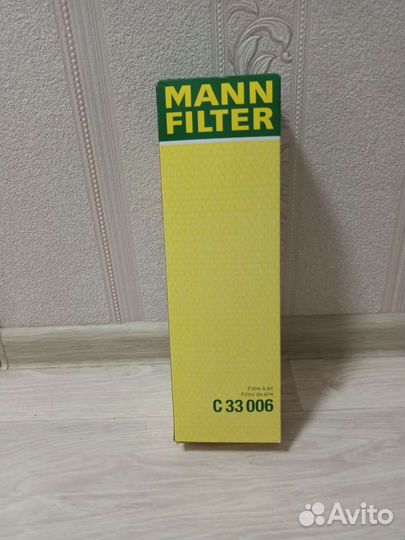 MANN
FILTER
Filtre à air
Filtro de aire
C 33 006
Avito